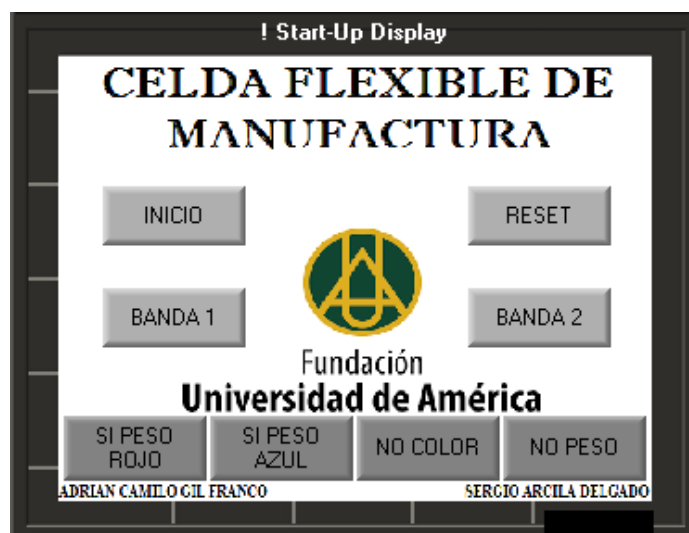 ! Start-Up Display
CELDA FLEXIBLE DE
MANUFACTURA
INICIO
RESET
BANDA 1
BANDA 2
Fundación
Universidad de América
SI PESO
ROJO
SI PESO
AZUL
NO COLOR
NO PESO
ADRIAN CAMILO GIL FRANCO
SERGIO ARCILA DELGADO